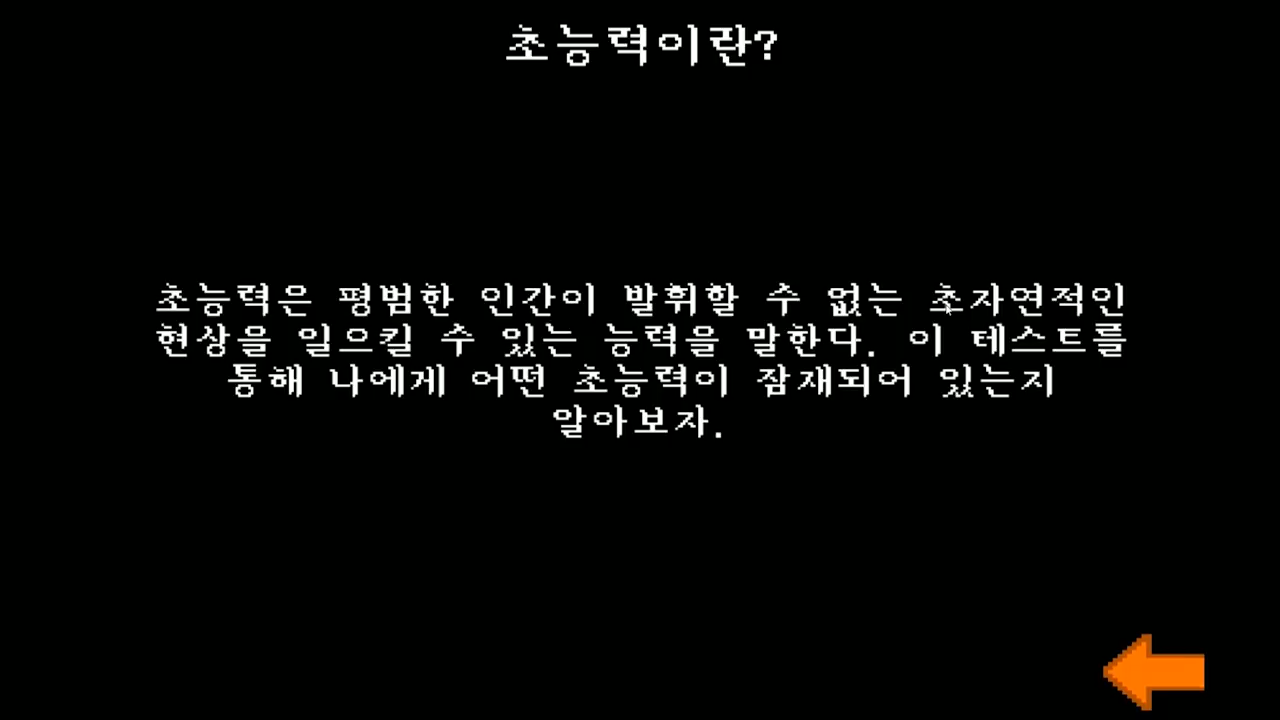 초능력이란?
초능력은 평범한 인간이 발휘할 수 없는 초자연적인
현상을 일으킬 수 있는 능력을 말한다. 이 테스트를
통해 나에게 어떤 초능력이 잠재되어 있는지
알아보자.